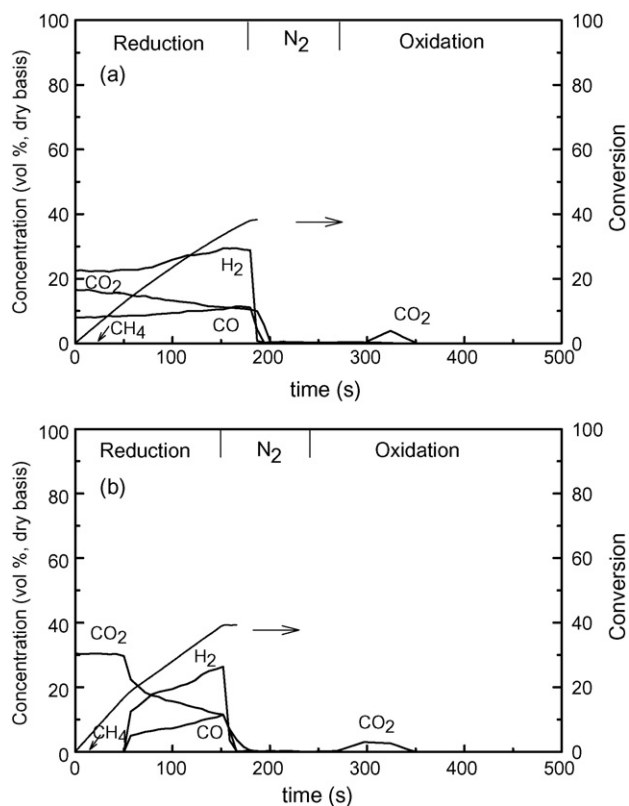 Reduction N2 Oxidation
(a)
Concentration (vol %, dry basis)
Conversion
100
80
60
40
20
0
100
80
60
40
20
0
H2
CO2
CO
CH4
CO2
0 100 200 300 400 500
time (s)
Reduction N2 Oxidation
(b)
Concentration (vol %, dry basis)
Conversion
100
80
60
40
20
0
100
80
60
40
20
0
CO2
H2
CH4
CO
CO2
0 100 200 300 400 500
time (s)